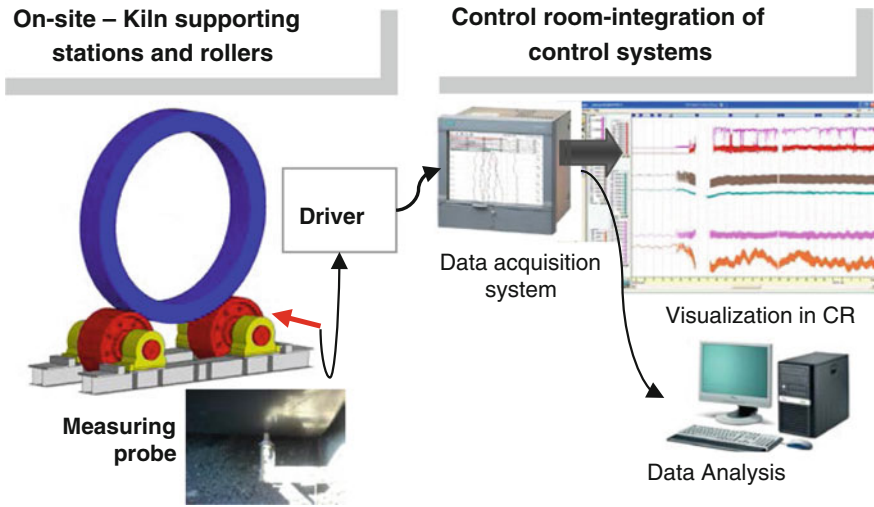 On-site – Kiln supporting
stations and rollers
Control room-integration of
control systems
Driver
Data acquisition
system
Visualization in CR
Measuring
probe
Data Analysis